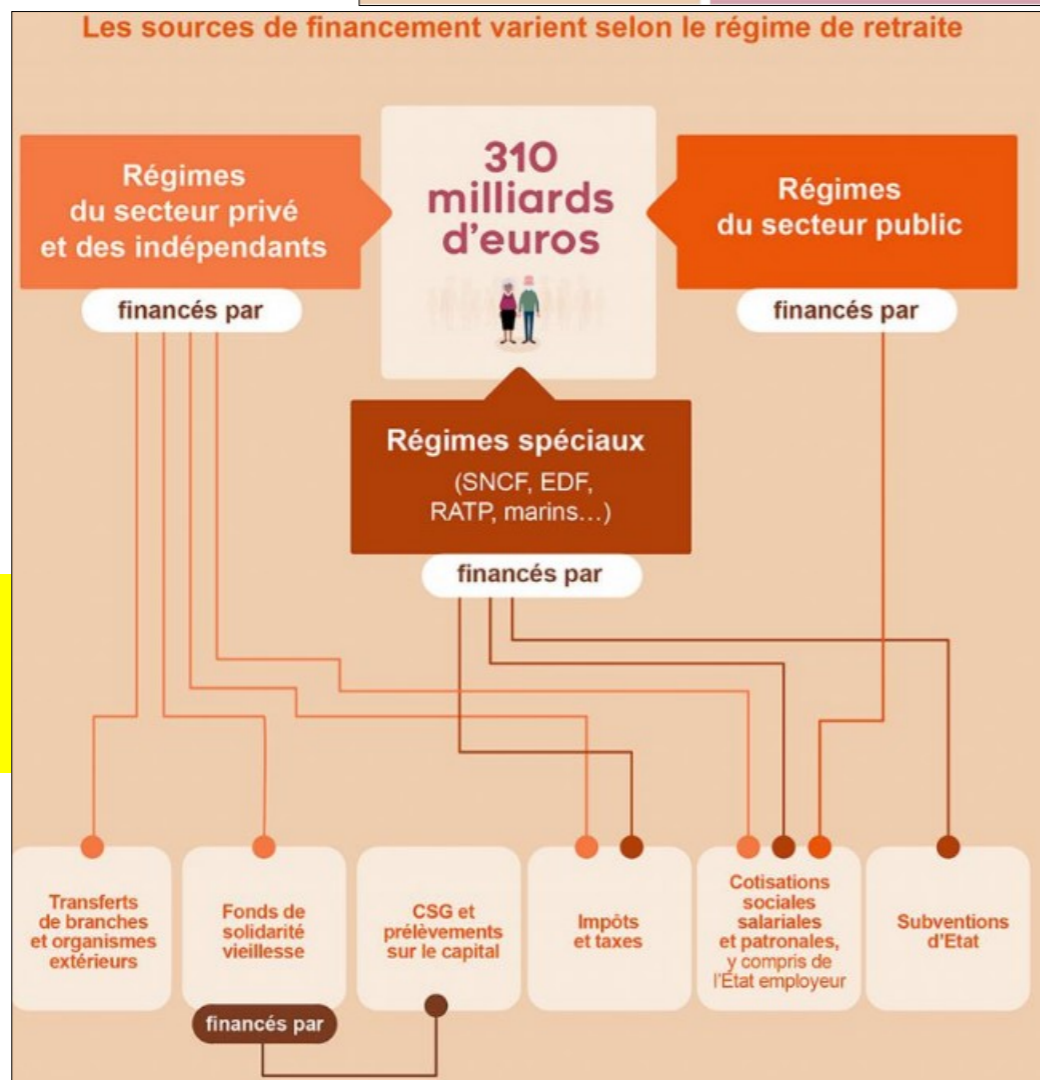 Les sources de financement varient selon le régime de retraite
310
milliards
d'euros
Régimes
du secteur privé
et des indépendants
financés par
Régimes
du secteur public
financés par
Régimes spéciaux
(SNCF, EDF,
RATP, marins...)
financés par
Transferts
de branches
et organismes
extérieurs
Fonds de
solidarité
vieillesse
financés par
CSG et
prélèvements
sur le capital
Impôts
et taxes
Cotisations
sociales
salariales
et patronales,
y compris de
l'Etat employeur
Subventions
d'Etat